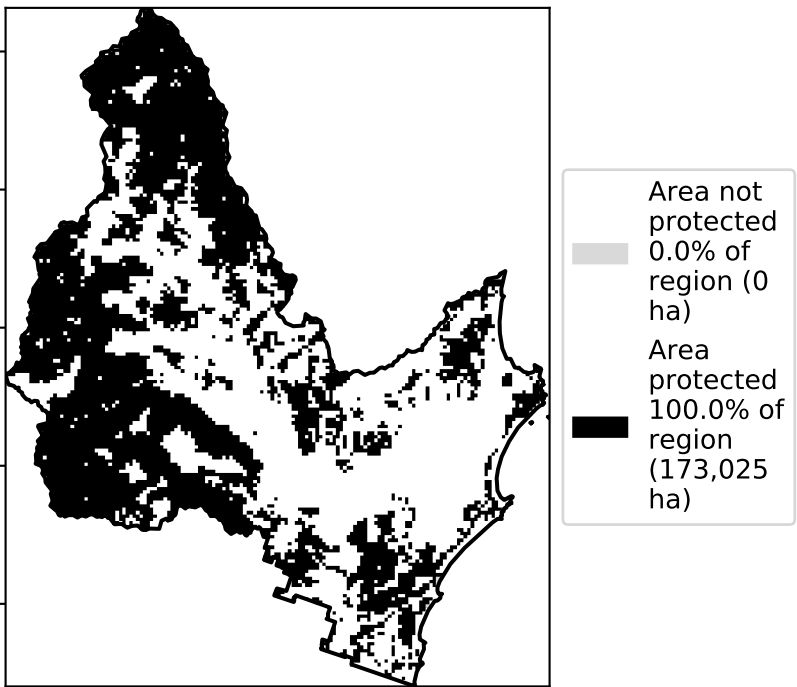 Area not
protected
0.0% of
region (0
ha)
Area
protected
100.0% of
region
(173,025
ha)